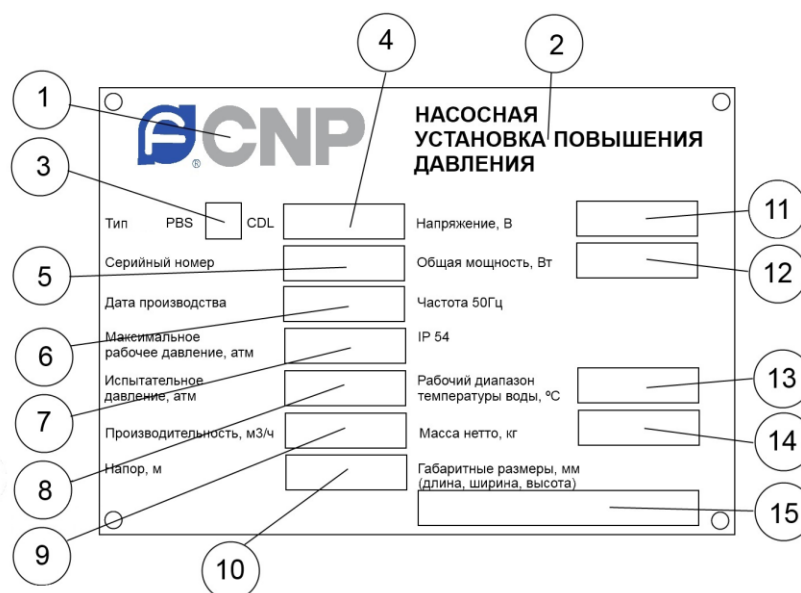 4
2
1
CNP
®
НАСОСНАЯ
УСТАНОВКА ПОВЫШЕНИЯ
ДАВЛЕНИЯ
3
Тип PBS CDL
Напряжение, В
11
5
Серийный номер
Общая мощность, Вт
12
Дата производства
Частота 50Гц
6
Максимальное
рабочее давление, атм
IP 54
7
Испытательное
давление, атм
Рабочий диапазон
температуры воды, ºС
13
8
Производительность, м3/ч
Масса нетто, кг
14
Напор, м
Габаритные размеры, мм
(длина, ширина, высота)
9
10
15